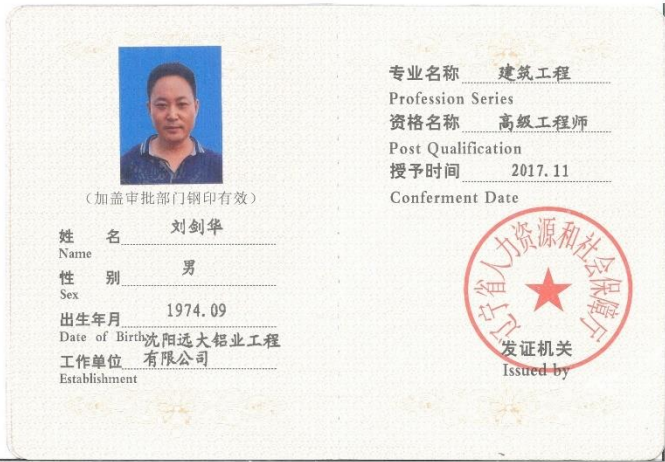 （加盖审批部门钢印有效）
姓 名 刘剑华
Name
性 别 男
Sex
出生年月 1974.09
Date of Birth
沈阳远大铝业工程
工作单位 有限公司
Establishment
专业名称 建筑工程
Profession Series
资格名称 高级工程师
Post Qualification
授予时间 2017.11
Conferment Date
辽宁省人力资源和社会保障厅
发证机关
Issued by